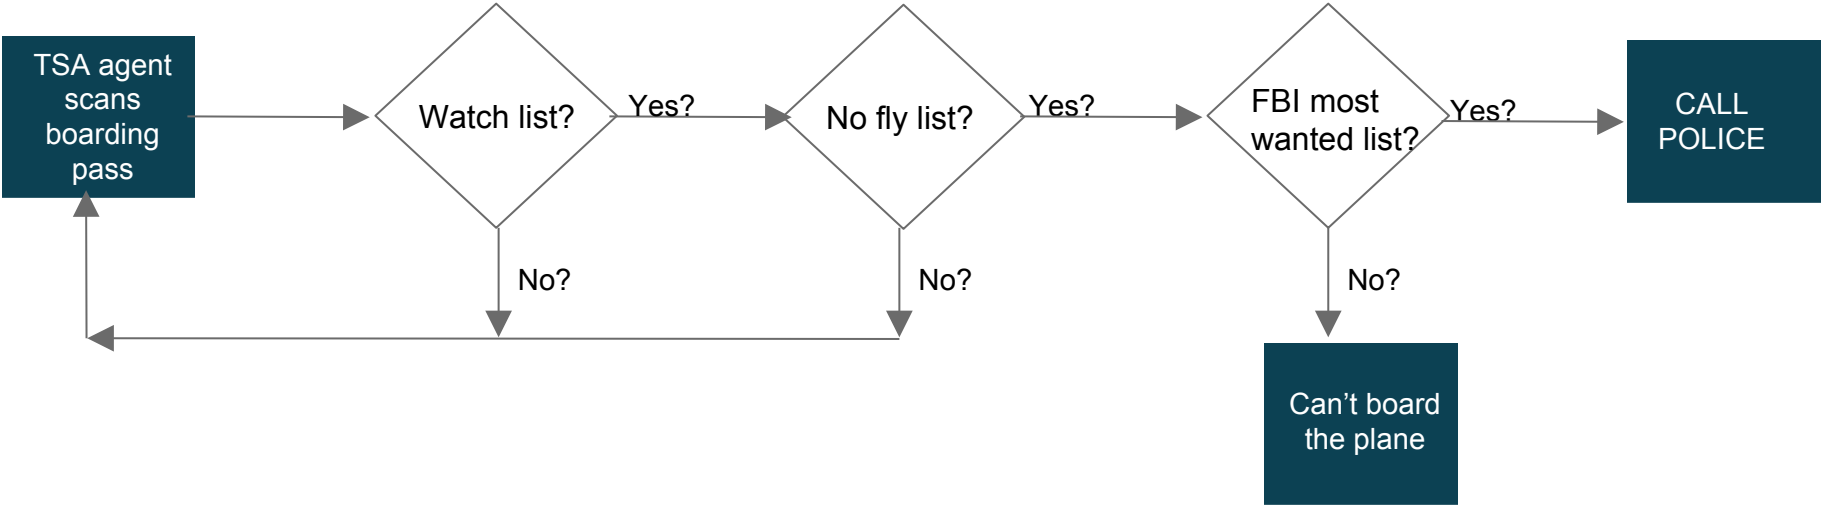 TSA agent
scans
boarding
pass
Watch list?
Yes?
No fly list?
Yes?
FBI most
wanted list?
Yes?
CALL
POLICE
No?
No?
No?
Can’t board
the plane